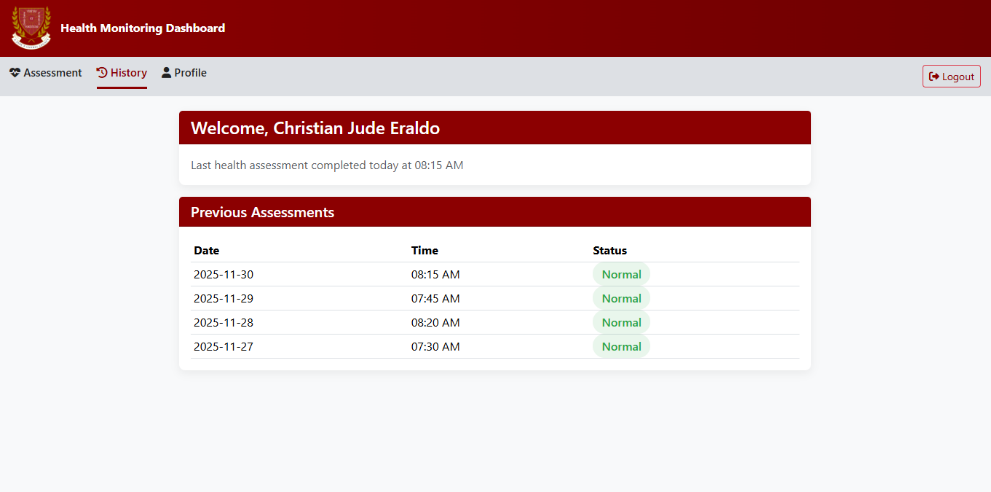 Health Monitoring Dashboard
Assessment History Profile Logout
Welcome, Christian Jude Eraldo
Last health assessment completed today at 08:15 AM
Previous Assessments
Date Time Status
2025-11-30 08:15 AM Normal
2025-11-29 07:45 AM Normal
2025-11-28 08:20 AM Normal
2025-11-27 07:30 AM Normal